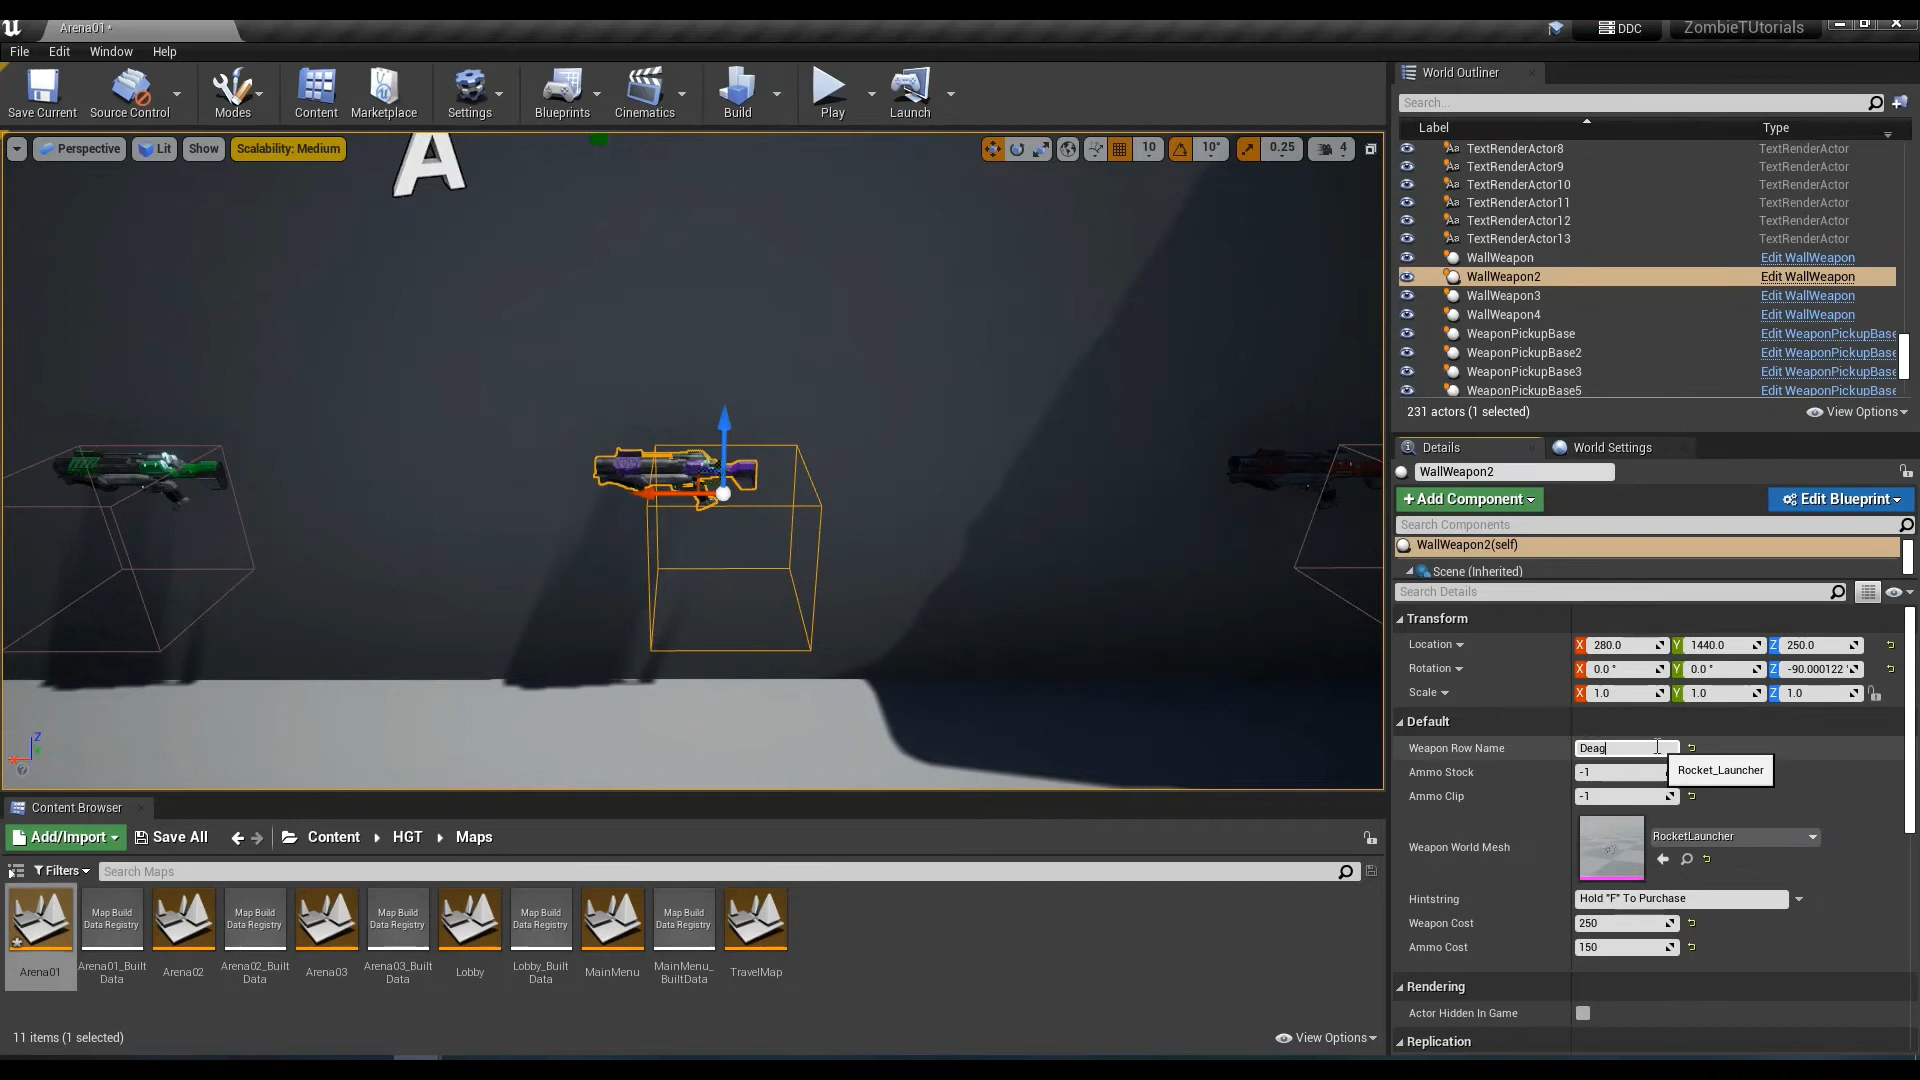 Arena01•
DDC
ZombieTUtorials
File Edit Window Help
Save Current
Source Control
Modes
Content
Marketplace
Settings
Blueprints
Cinematics
Build
Play
Launch
Perspective
Lit
Show
Scalability: Medium
10
10°
0.25
4
A
Z
X
World Outliner
Search...
Label Type
TextRenderActor8 TextRenderActor
TextRenderActor9 TextRenderActor
TextRenderActor10 TextRenderActor
TextRenderActor11 TextRenderActor
TextRenderActor12 TextRenderActor
TextRenderActor13 TextRenderActor
WallWeapon Edit WallWeapon
WallWeapon2 Edit WallWeapon
WallWeapon3 Edit WallWeapon
WallWeapon4 Edit WallWeapon
WeaponPickupBase Edit WeaponPickupBase
WeaponPickupBase2 Edit WeaponPickupBase
WeaponPickupBase3 Edit WeaponPickupBase
WeaponPickupBase5 Edit WeaponPickupBase
231 actors (1 selected)
View Options
Details
World Settings
WallWeapon2
+Add Component
Edit Blueprint
Search Components
WallWeapon2(self)
Scene (Inherited)
Search Details
Transform
Location X 280.0 Y 1440.0 Z 250.0
Rotation X 0.0 ° Y 0.0 ° Z -90.000122 °
Scale X 1.0 Y 1.0 Z 1.0
Default
Weapon Row Name Deag
Rocket_Launcher
Ammo Stock -1
Ammo Clip -1
Weapon World Mesh
RocketLauncher
Hintstring Hold "F" To Purchase
Weapon Cost 250
Ammo Cost 150
Rendering
Actor Hidden In Game
Replication
Content Browser
Add/Import
Save All
Content
HGT
Maps
Filters
Search Maps
Map Build
Data Registry
Map Build
Data Registry
Map Build
Data Registry
Map Build
Data Registry
Map Build
Data Registry
Arena01
Arena01_Built
Data
Arena02
Arena02_Built
Data
Arena03
Arena03_Built
Data
Lobby
Lobby_Built
Data
MainMenu
MainMenu_
BuiltData
TravelMap
11 items (1 selected)
View Options